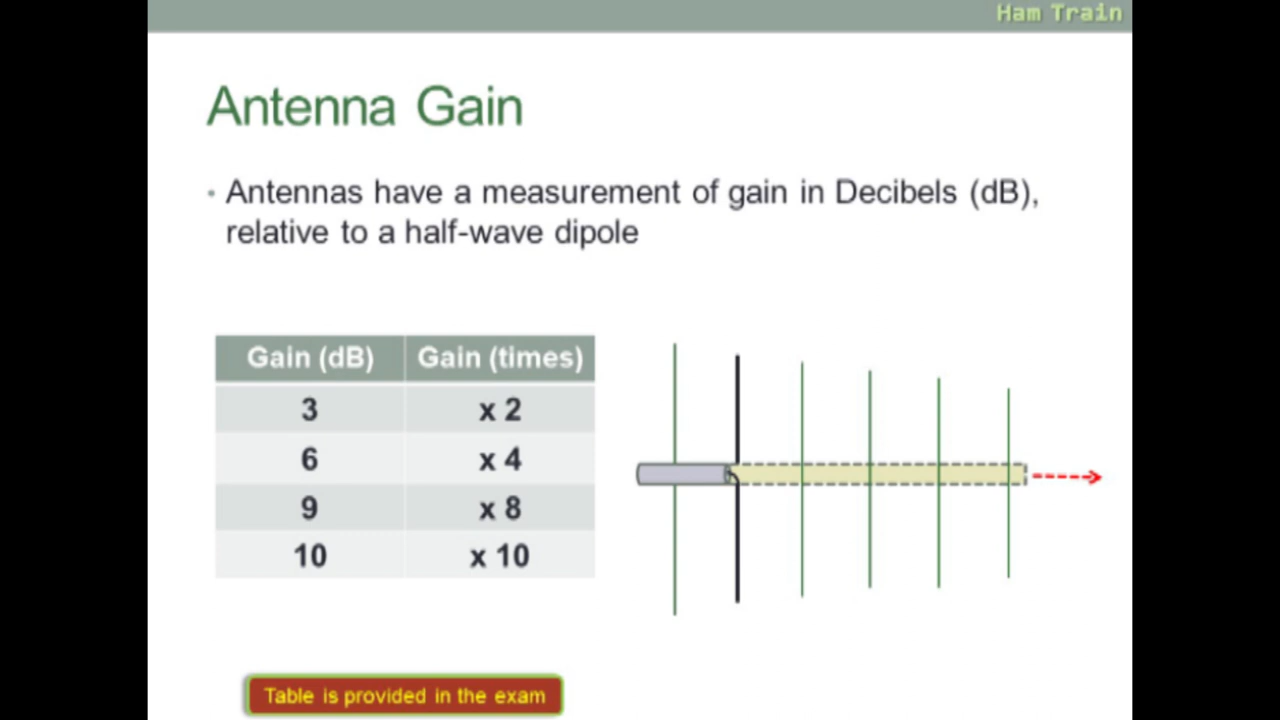 Ham Train
Antenna Gain
• Antennas have a measurement of gain in Decibels (dB),
relative to a half-wave dipole
Gain (dB) Gain (times)
3 x 2
6 x 4
9 x 8
10 x 10
Table is provided in the exam